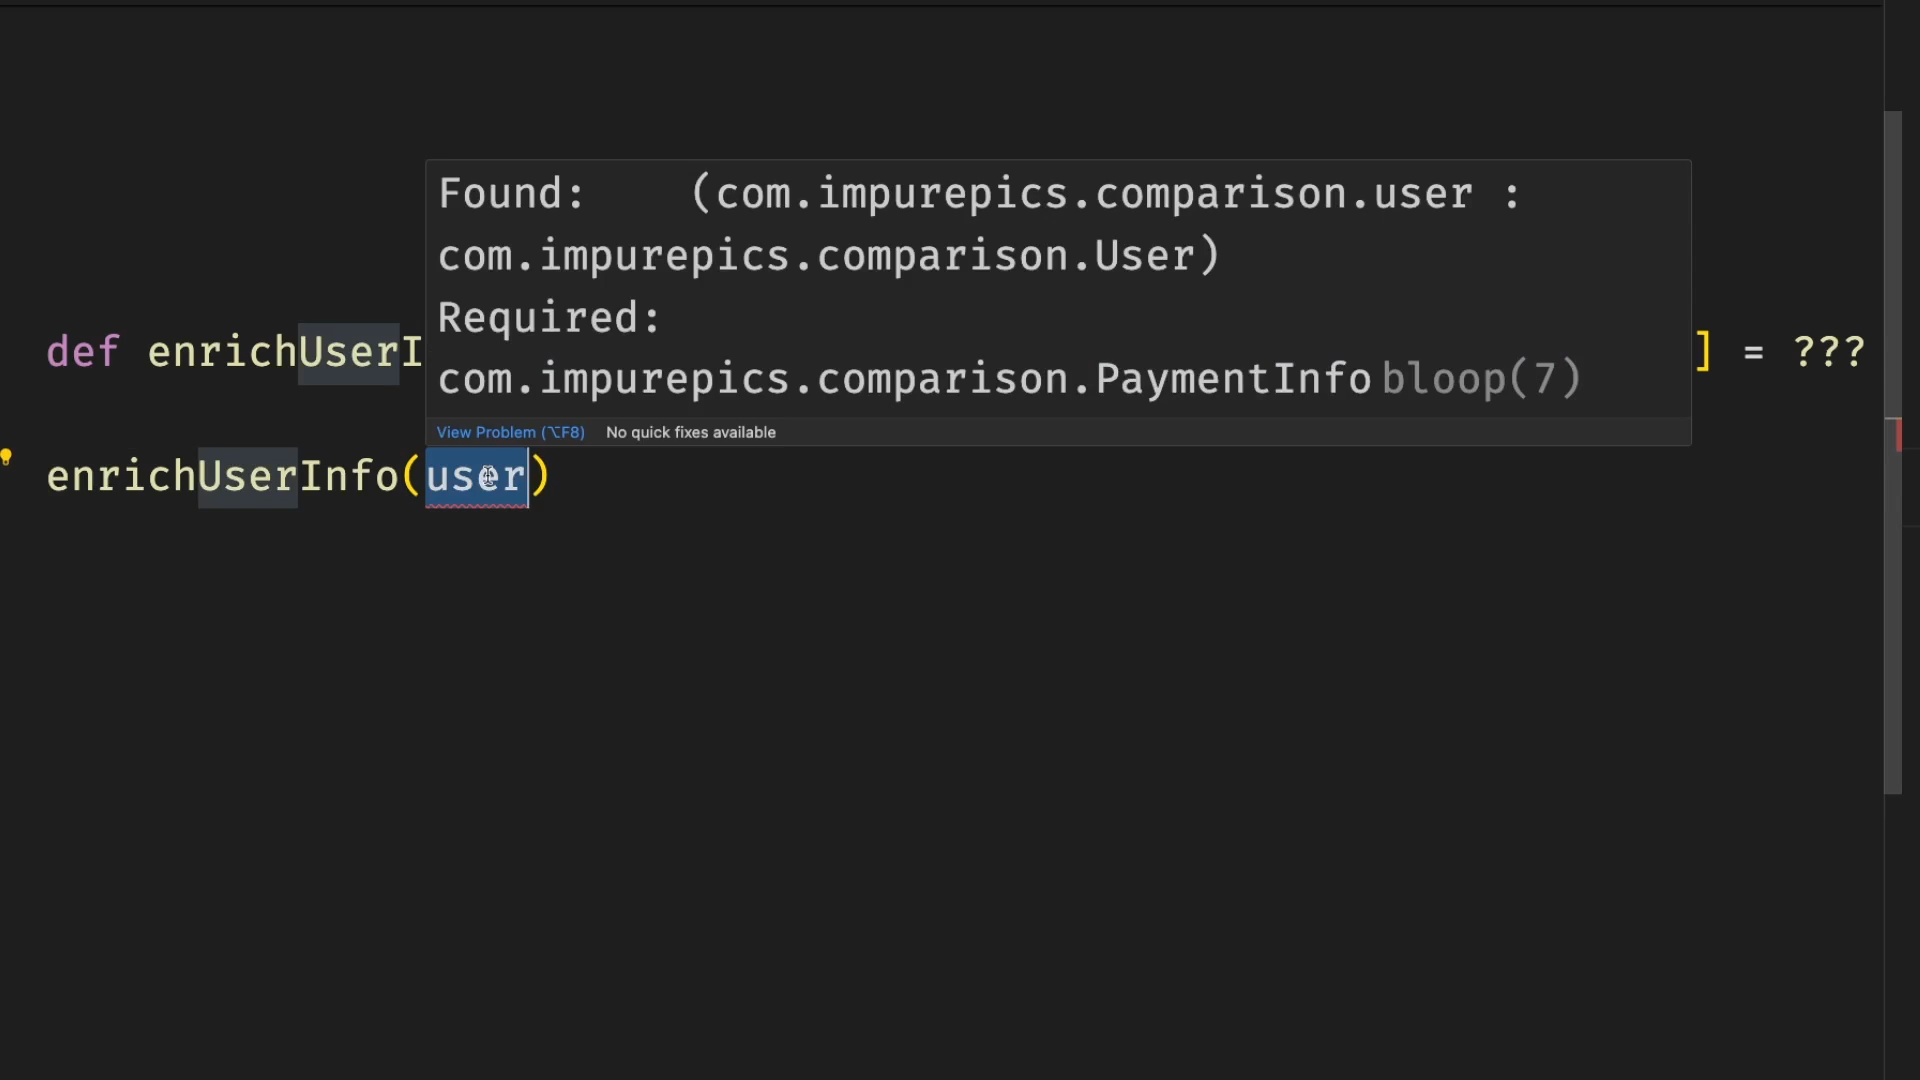 Found:    (com.impurepics.comparison.user :
com.impurepics.comparison.User)
Required:
com.impurepics.comparison.PaymentInfo bloop(7)
View Problem (⌥F8) No quick fixes available
def enrichUserI ] = ???
enrichUserInfo(user)